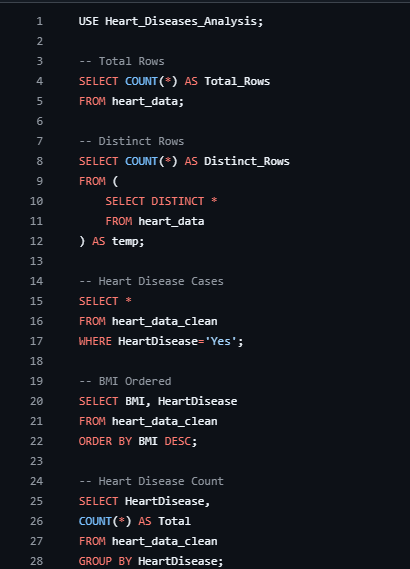 1 USE Heart_Diseases_Analysis;
2
3 -- Total Rows
4 SELECT COUNT(*) AS Total_Rows
5 FROM heart_data;
6
7 -- Distinct Rows
8 SELECT COUNT(*) AS Distinct_Rows
9 FROM (
10     SELECT DISTINCT *
11     FROM heart_data
12 ) AS temp;
13
14 -- Heart Disease Cases
15 SELECT *
16 FROM heart_data_clean
17 WHERE HeartDisease='Yes';
18
19 -- BMI Ordered
20 SELECT BMI, HeartDisease
21 FROM heart_data_clean
22 ORDER BY BMI DESC;
23
24 -- Heart Disease Count
25 SELECT HeartDisease,
26 COUNT(*) AS Total
27 FROM heart_data_clean
28 GROUP BY HeartDisease;